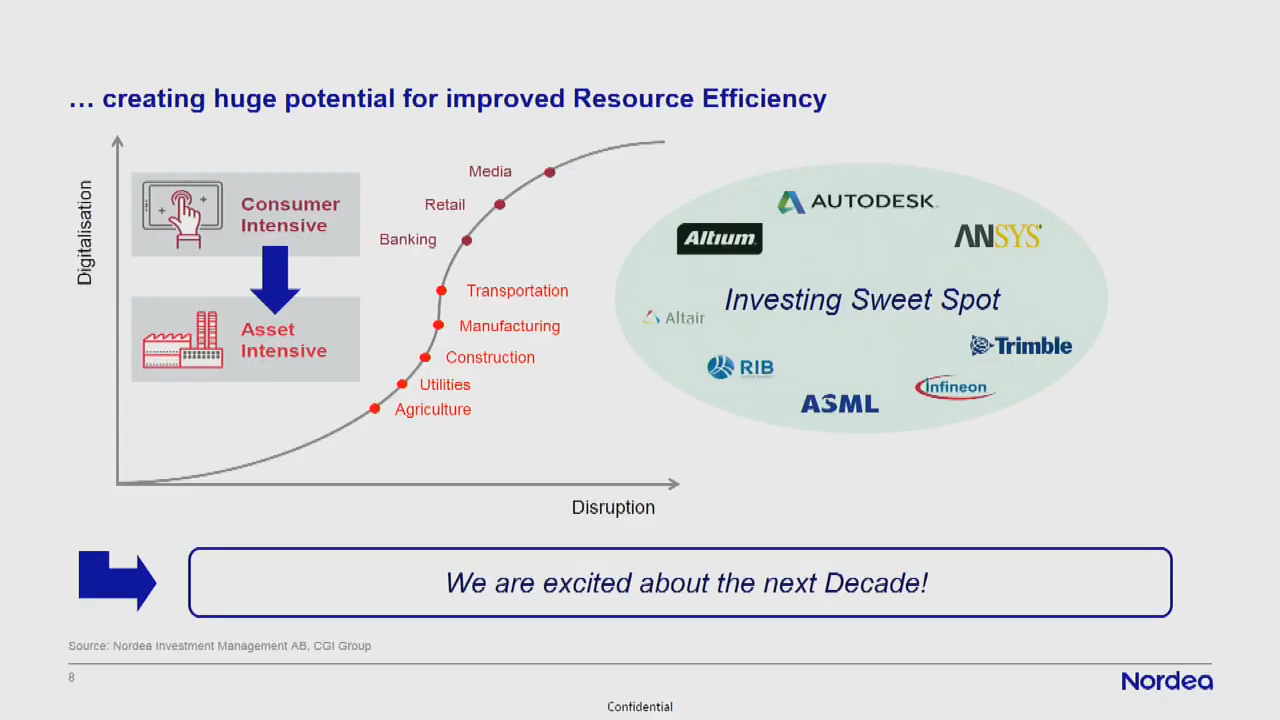 … creating huge potential for improved Resource Efficiency
Digitalisation
Consumer
Intensive
Asset
Intensive
Media
Retail
Banking
Transportation
Manufacturing
Construction
Utilities
Agriculture
Disruption
AUTODESK
Altium
ANSYS
Investing Sweet Spot
Altair
Trimble
RIB
Infineon
ASML
We are excited about the next Decade!
Source: Nordea Investment Management AB, CGI Group
8
Nordea
Confidential